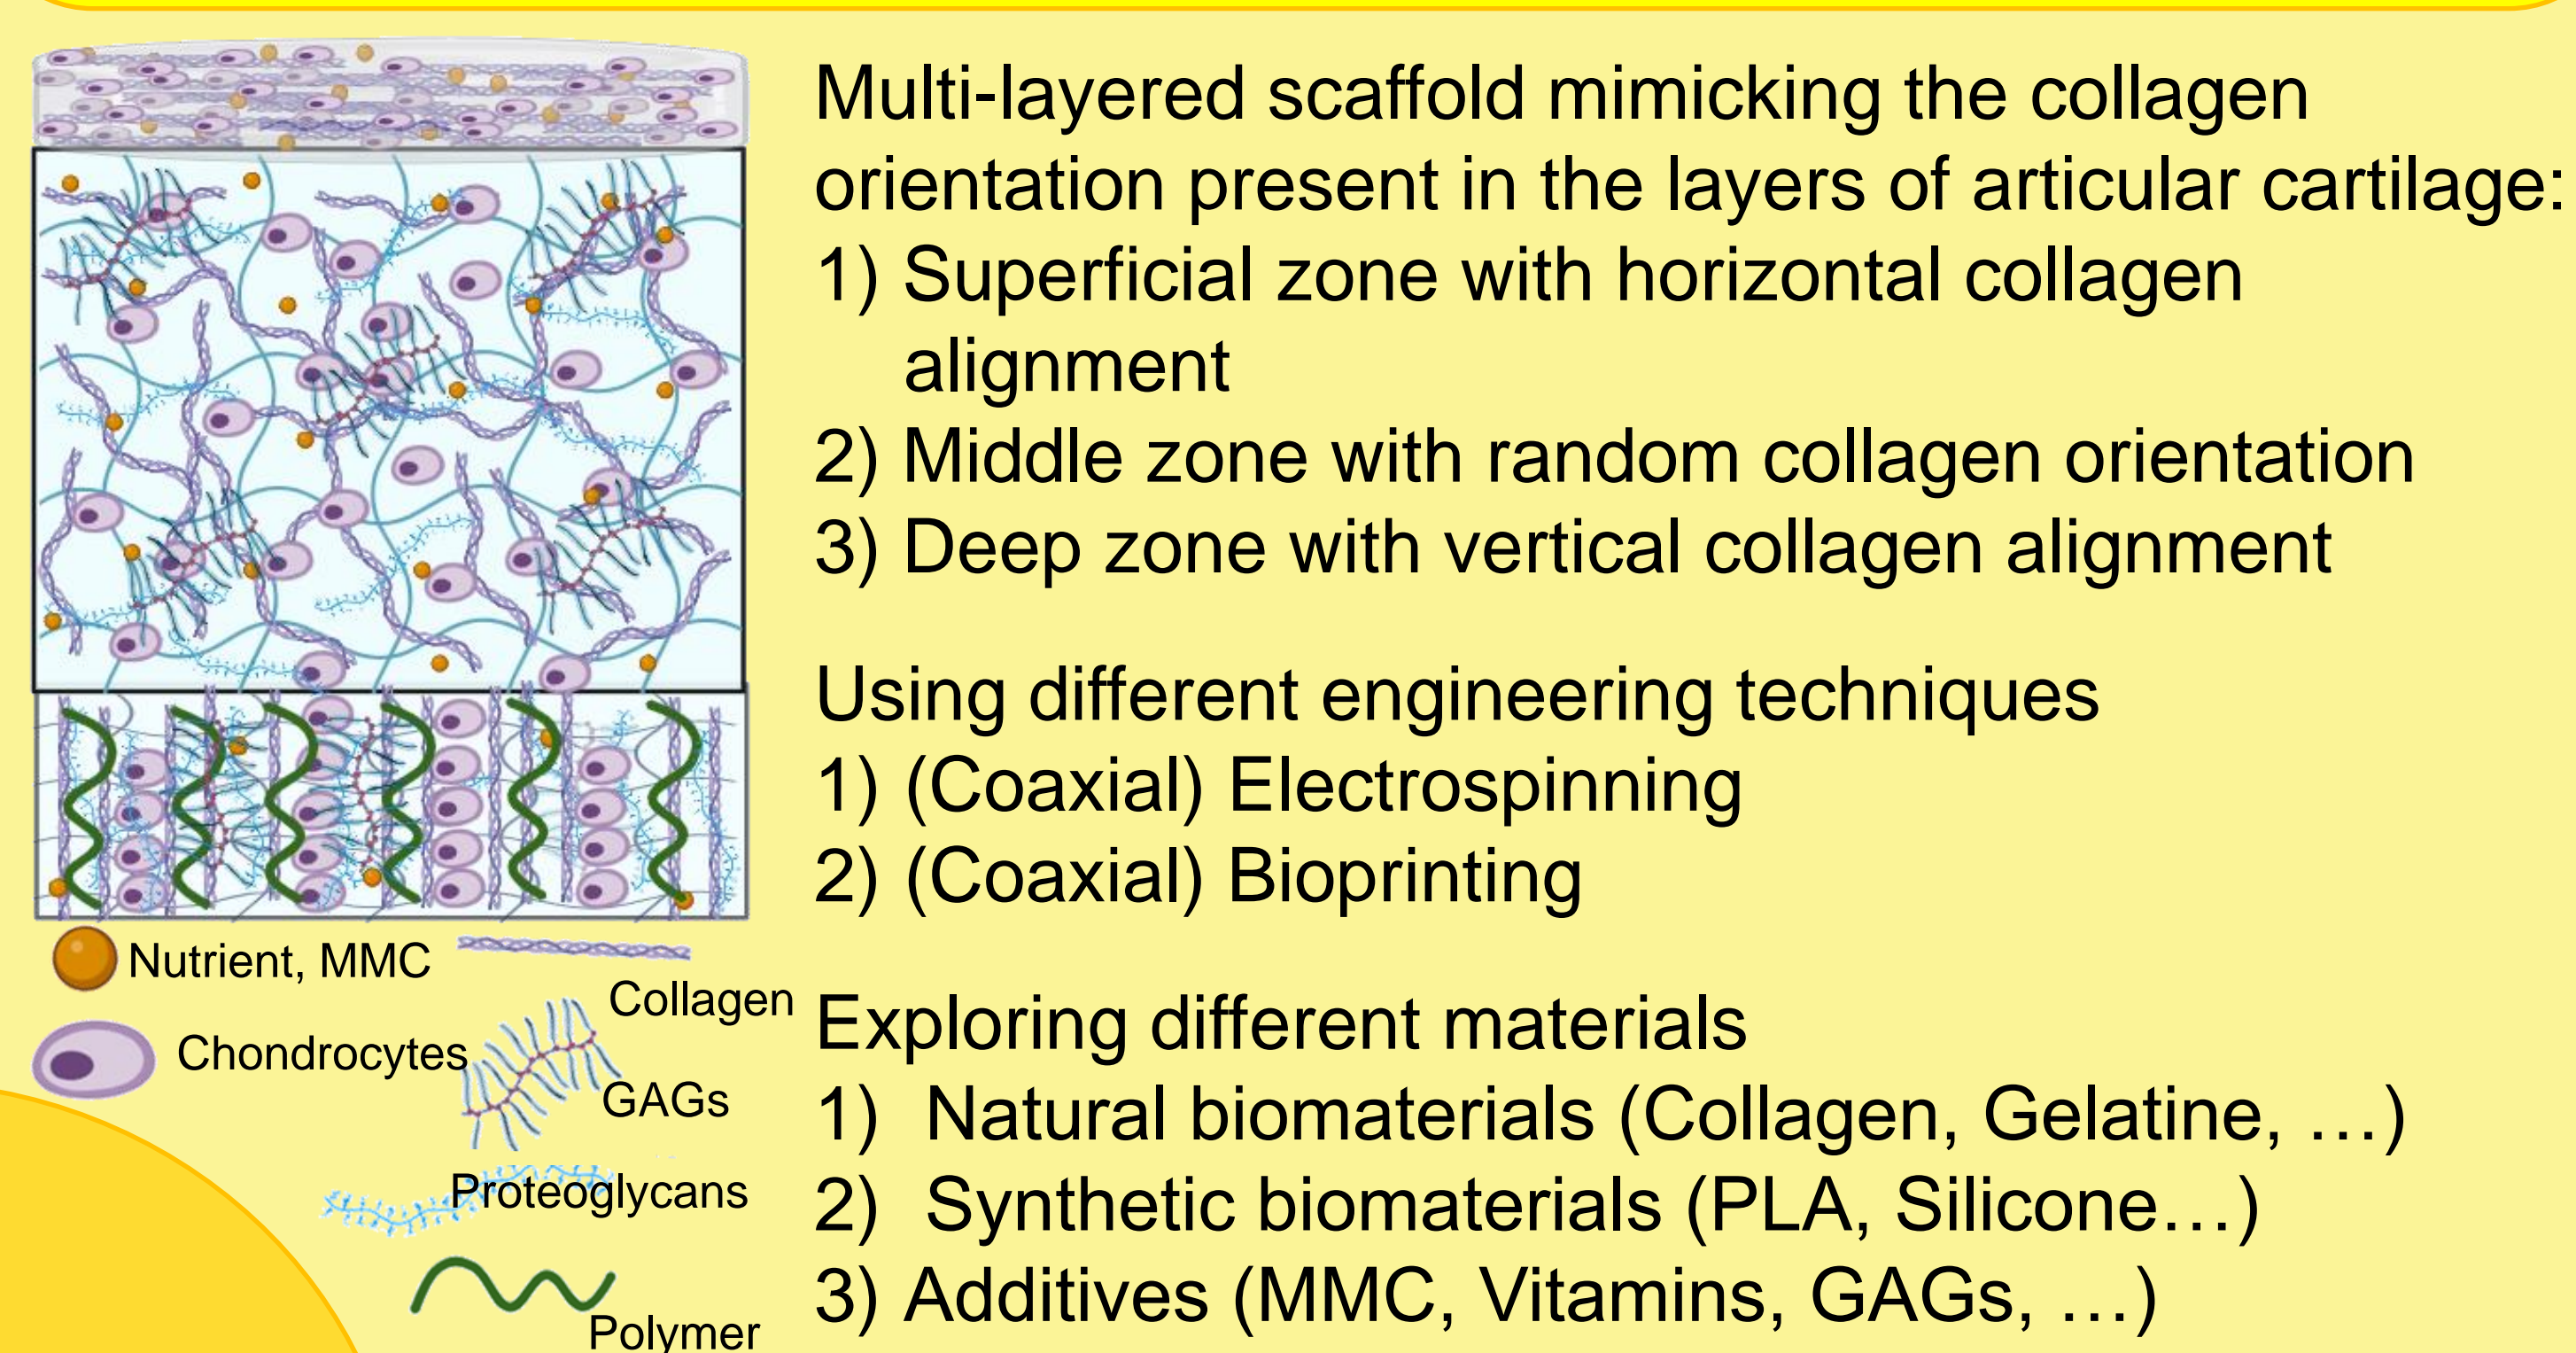 Multi-layered scaffold mimicking the collagen
orientation present in the layers of articular cartilage:
1) Superficial zone with horizontal collagen
alignment
2) Middle zone with random collagen orientation
3) Deep zone with vertical collagen alignment
Using different engineering techniques
1) (Coaxial) Electrospinning
2) (Coaxial) Bioprinting
Exploring different materials
1) Natural biomaterials (Collagen, Gelatine, …)
2) Synthetic biomaterials (PLA, Silicone…)
3) Additives (MMC, Vitamins, GAGs, …)
Nutrient, MMC
Collagen
Chondrocytes
GAGs
Proteoglycans
Polymer